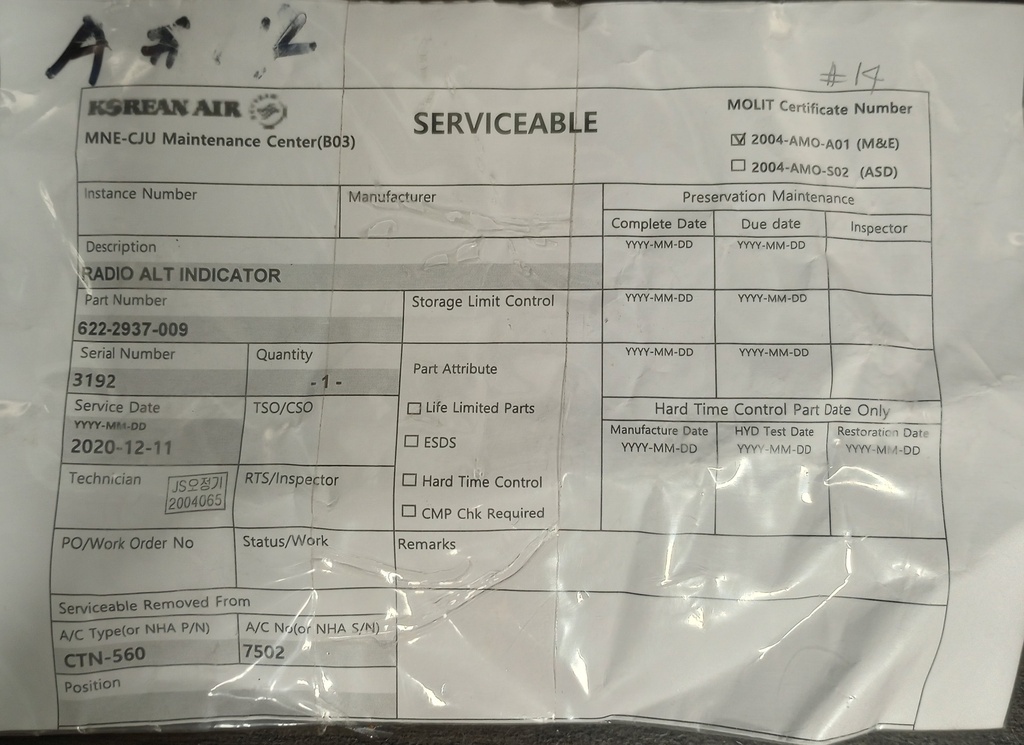 #14
KOREAN AIR
MNE-CJU Maintenance Center(B03)
SERVICEABLE
MOLIT Certificate Number
☑ 2004-AMO-A01 (M&E)
☐ 2004-AMO-S02 (ASD)
Instance Number
Manufacturer
Preservation Maintenance
Complete Date
Due date
Inspector
YYYY-MM-DD
YYYY-MM-DD
Description
RADIO ALT INDICATOR
Part Number
622-2937-009
Storage Limit Control
YYYY-MM-DD
YYYY-MM-DD
Serial Number
3192
Quantity
-1-
Part Attribute
☐ Life Limited Parts
☐ ESDS
☐ Hard Time Control
☐ CMP Chk Required
YYYY-MM-DD
YYYY-MM-DD
Service Date
YYYY-MM-DD
2020-12-11
TSO/CSO
Hard Time Control Part Date Only
Manufacture Date
YYYY-MM-DD
HYD Test Date
YYYY-MM-DD
Restoration Date
YYYY-MM-DD
Technician
JS오정기
2004065
RTS/Inspector
PO/Work Order No
Status/Work
Remarks
Serviceable Removed From
A/C Type(or NHA P/N)
CTN-560
A/C No(or NHA S/N)
7502
Position